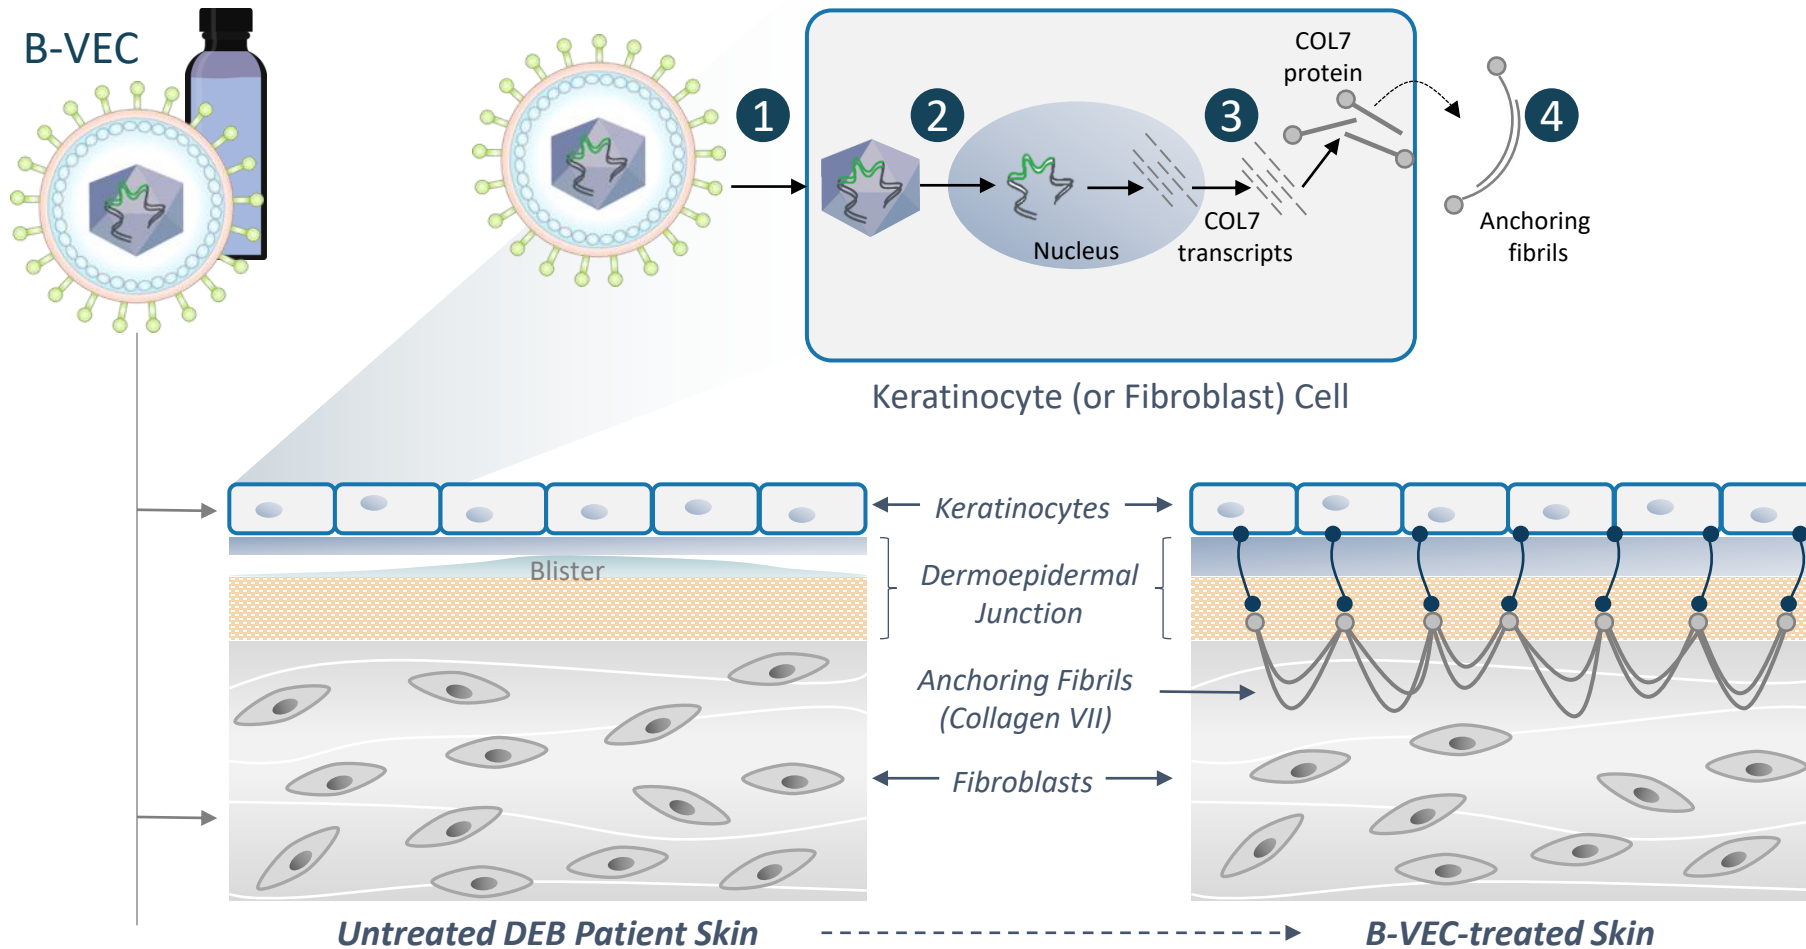 B-VEC
1
2
3
4
COL7
protein
Nucleus
COL7
transcripts
Anchoring
fibrils
Keratinocyte (or Fibroblast) Cell
Keratinocytes
Blister
Dermoepidermal
Junction
Anchoring Fibrils
(Collagen VII)
Fibroblasts
Untreated DEB Patient Skin
B-VEC-treated Skin